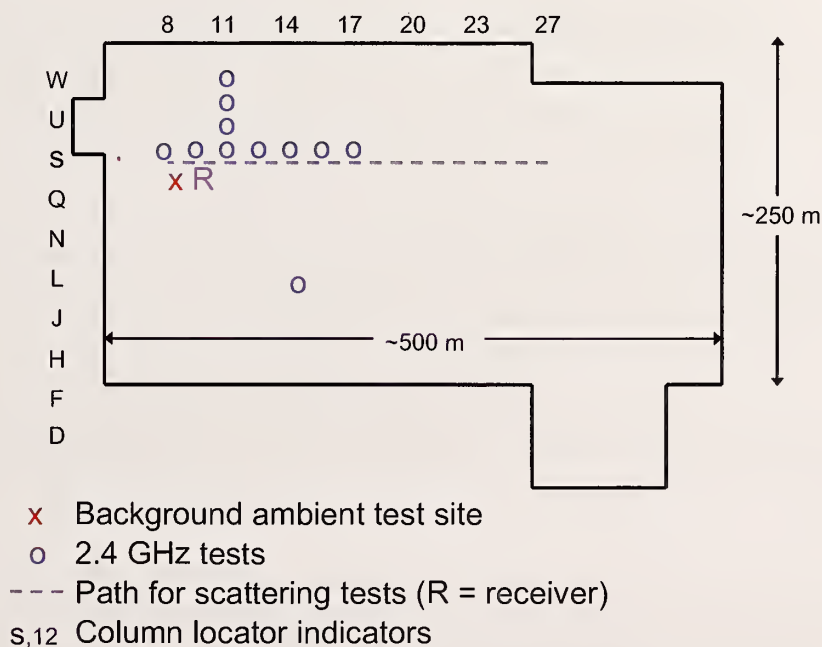 8 11 14 17 20 23 27
W
U
S
Q
N
L
J
H
F
D
o
o
o
o o o o o o o
x R
o
~250 m
~500 m
x Background ambient test site
o 2.4 GHz tests
--- Path for scattering tests (R = receiver)
S,12 Column locator indicators